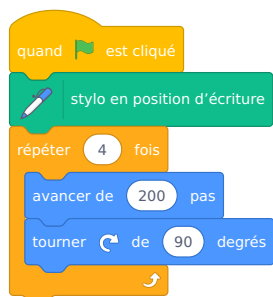 quand est cliqué
stylo en position d’écriture
répéter 4 fois
avancer de 200 pas
tourner de 90 degrés